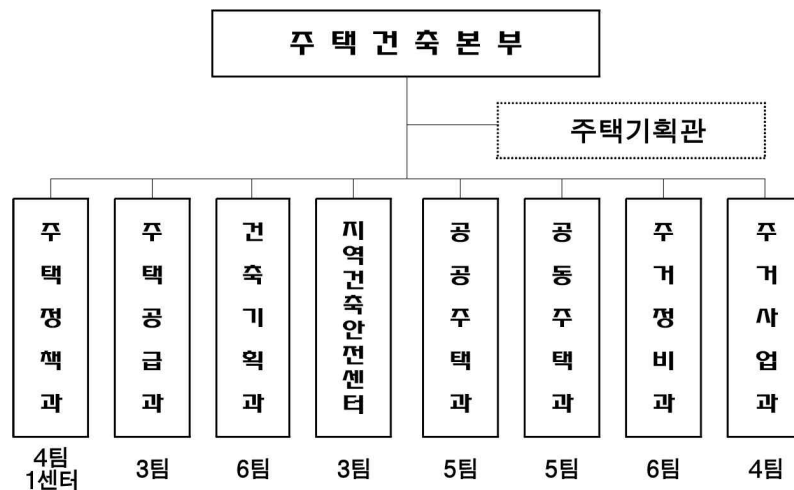 주택건축본부
주택기획관
주택정책과
주택공급과
건축기획과
지역건축안전센터
공공주택과
공동주택과
주거정비과
주거사업과
4팀
1센터
3팀
6팀
3팀
5팀
5팀
6팀
4팀